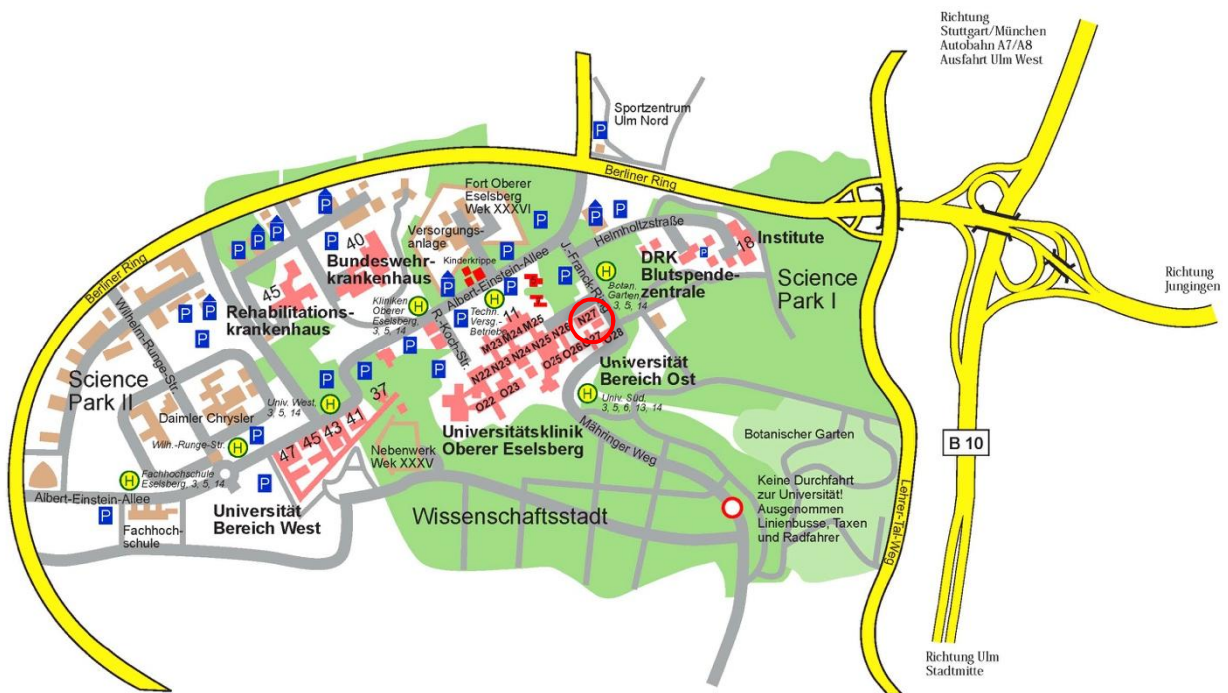 Richtung
Stuttgart/München
Autobahn A7/A8
Ausfahrt Ulm West
Sportzentrum
Ulm Nord
Berliner Ring
Fort Oberer
Eselsberg
Wek XXXVI
Versorgungs-
anlage
Kinderkrippe
Helmholtzstraße
Institute
18
DRK
Blutspende-
zentrale
Science
Park I
Richtung
Jungingen
40
Bundeswehr-
krankenhaus
Albert-Einstein-Allee
Kliniken
Oberer
Eselsberg,
3, 5, 14
Techn.
Versg.-
Betriebe
11
Botan.
Garten,
3, 5, 14
Berliner Ring
Wilhelm-Runge-Str.
45
Rehabilitations-
krankenhaus
R.-Koch-Str.
M23 M24 M25
N22 N23 N24 N25 N26 N27
O22 O23 O25 O26 O27 O28
Universität
Bereich Ost
Univ. Süd,
3, 5, 6, 13, 14
Science
Park II
Daimler Chrysler
Univ. West,
3, 5, 14
37
41
43
45
47
Wilh.-Runge-Str.
Universitätsklinik
Oberer Eselsberg
Nebenwerk
Wek XXXV
Mähringer Weg
Botanischer Garten
B 10
Lehrer-Tal-Weg
Fachhochschule
Eselsberg, 3, 5, 14
Albert-Einstein-Allee
Fachhoch-
schule
Universität
Bereich West
Wissenschaftsstadt
Keine Durchfahrt
zur Universität!
Ausgenommen
Linienbusse, Taxen
und Radfahrer
Richtung Ulm
Stadtmitte